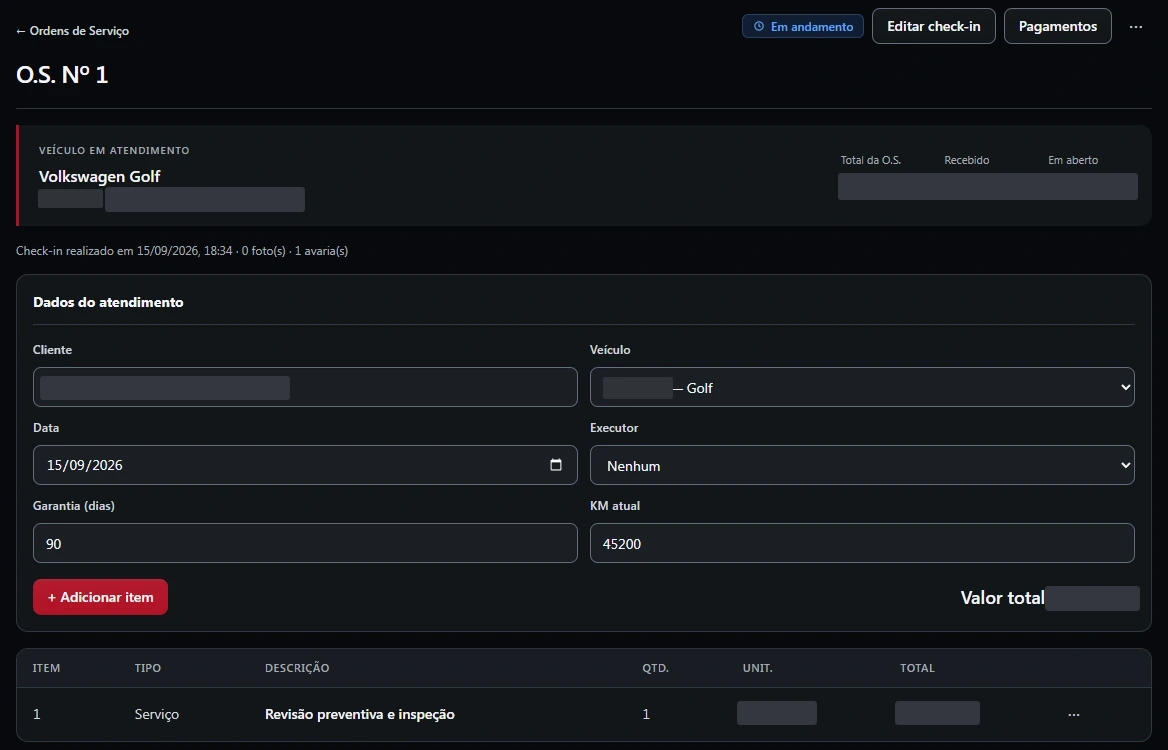 ← Ordens de Serviço
Em andamento
Editar check-in
Pagamentos
...
O.S. Nº 1
VEÍCULO EM ATENDIMENTO
Volkswagen Golf
Total da O.S. Recebido Em aberto
Check-in realizado em 15/09/2026, 18:34 · 0 foto(s) · 1 avaria(s)
Dados do atendimento
Cliente
Veículo
— Golf
Data
Executor
15/09/2026
Nenhum
Garantia (dias)
KM atual
90
45200
+ Adicionar item
Valor total
ITEM TIPO DESCRIÇÃO QTD. UNIT. TOTAL
1 Serviço Revisão preventiva e inspeção 1 ...